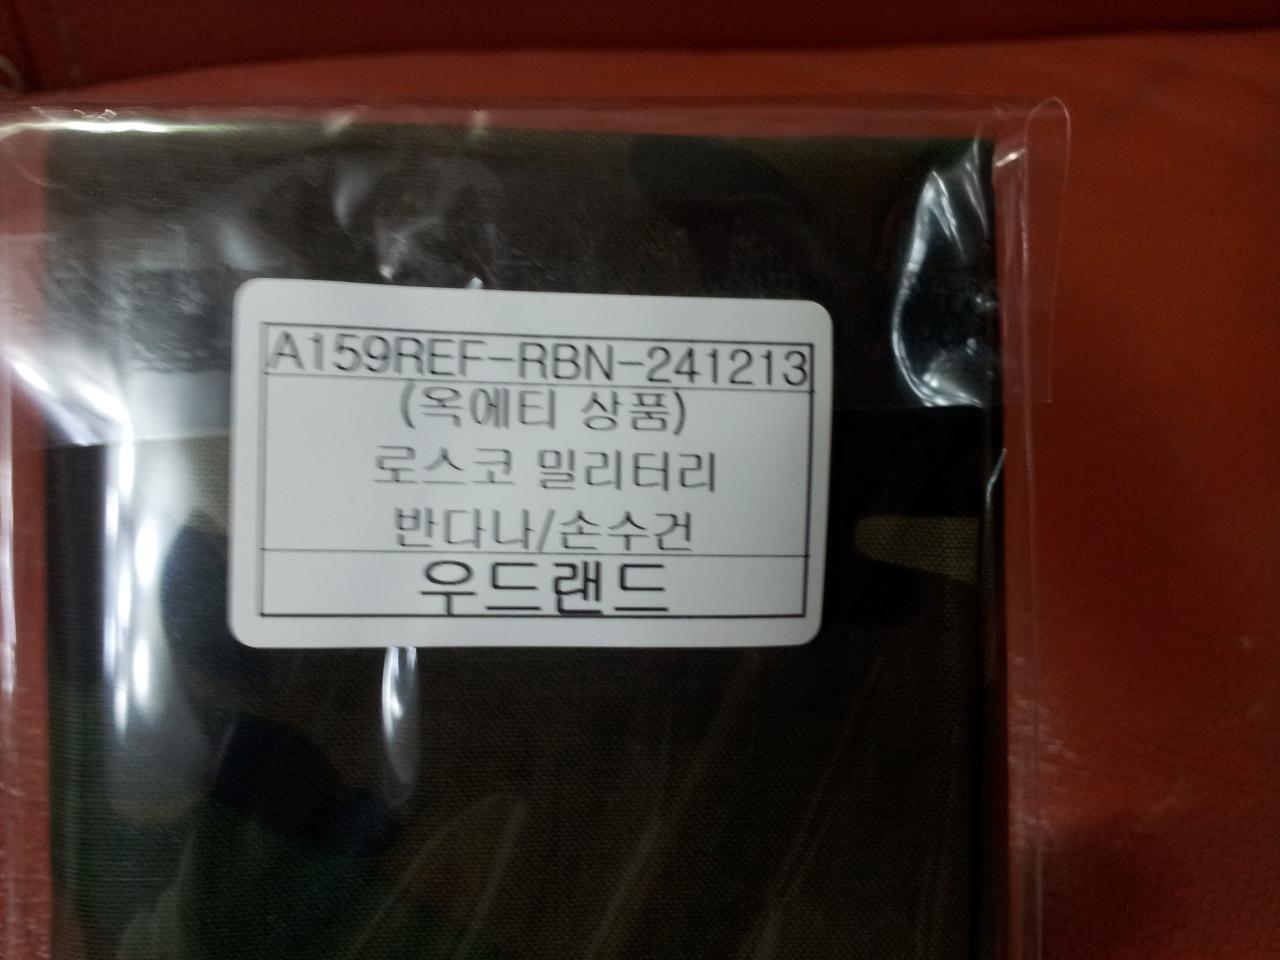 A159REF-RBN-241213
(옥에티 상품)
로스코 밀리터리
반다나/손수건
우드랜드